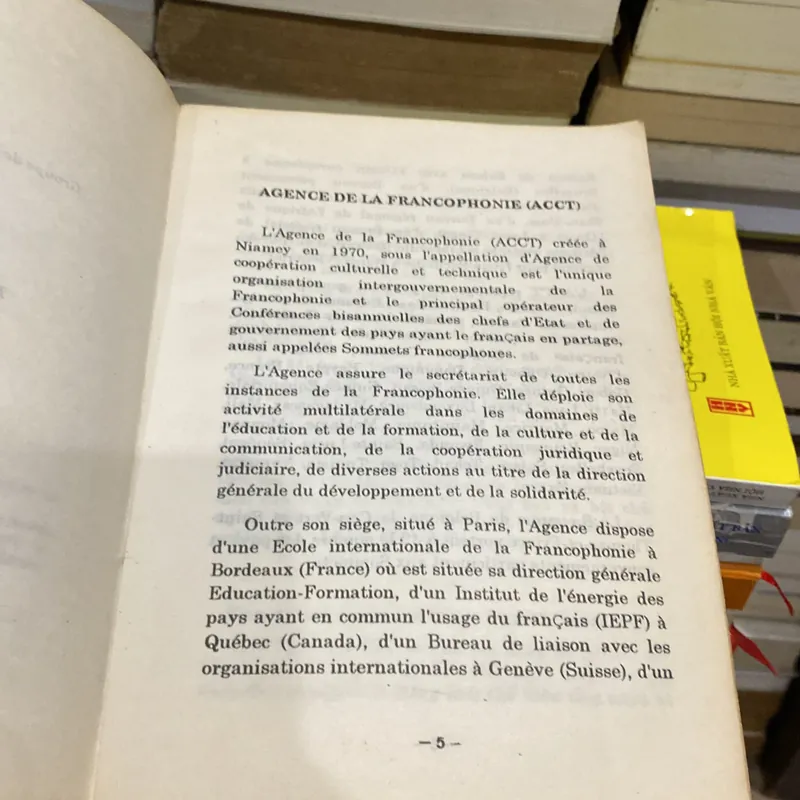 AGENCE DE LA FRANCOPHONIE (ACCT)
L'Agence de la Francophonie (ACCT) créée à
Niamey en 1970, sous l'appellation d'Agence de
coopération culturelle et technique est l'unique
organisation intergouvernementale de la
Francophonie et le principal opérateur des
Conférences bisannuelles des chefs d'Etat et de
gouvernement des pays ayant le français en partage,
aussi appelées Sommets francophones.
L'Agence assure le secrétariat de toutes les
instances de la Francophonie. Elle déploie son
activité multilatérale dans les domaines de
l'éducation et de la formation, de la culture et de la
communication, de la coopération juridique et
judiciaire, de diverses actions au titre de la direction
générale du développement et de la solidarité.
Outre son siège, situé à Paris, l'Agence dispose
d'une Ecole internationale de la Francophonie à
Bordeaux (France) où est située sa direction générale
Education-Formation, d'un Institut de l'énergie des
pays ayant en commun l'usage du français (IEPF) à
Québec (Canada), d'un Bureau de liaison avec les
organisations internationales à Genève (Suisse), d'un
– 5 –
NHÀ XUẤT BẢN HỘI NHÀ VĂN